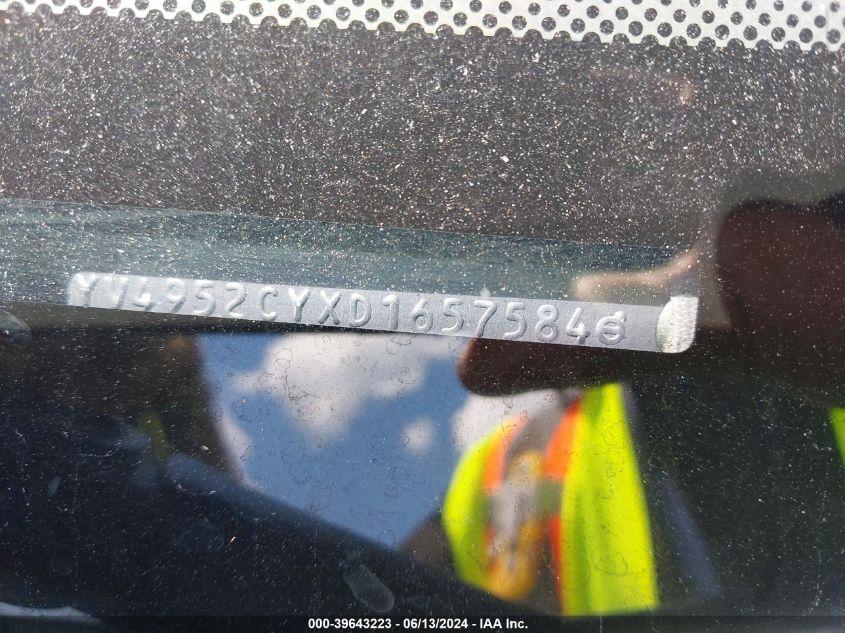 YV4952CYXD1657584
000-39643223 / 06/13/2024 - IAA Inc.